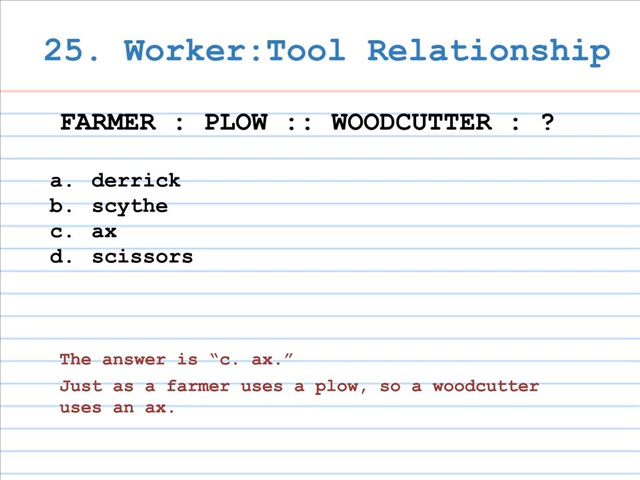 25. Worker:Tool Relationship
FARMER : PLOW :: WOODCUTTER : ?
a. derrick
b. scythe
c. ax
d. scissors
The answer is “c. ax.”
Just as a farmer uses a plow, so a woodcutter
uses an ax.